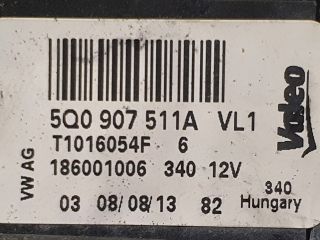 5Q0 907 511A VL1
T1016054F 6
186001006 340 12V
03 08/08/13 82
340
Hungary
VW AG
Valeo